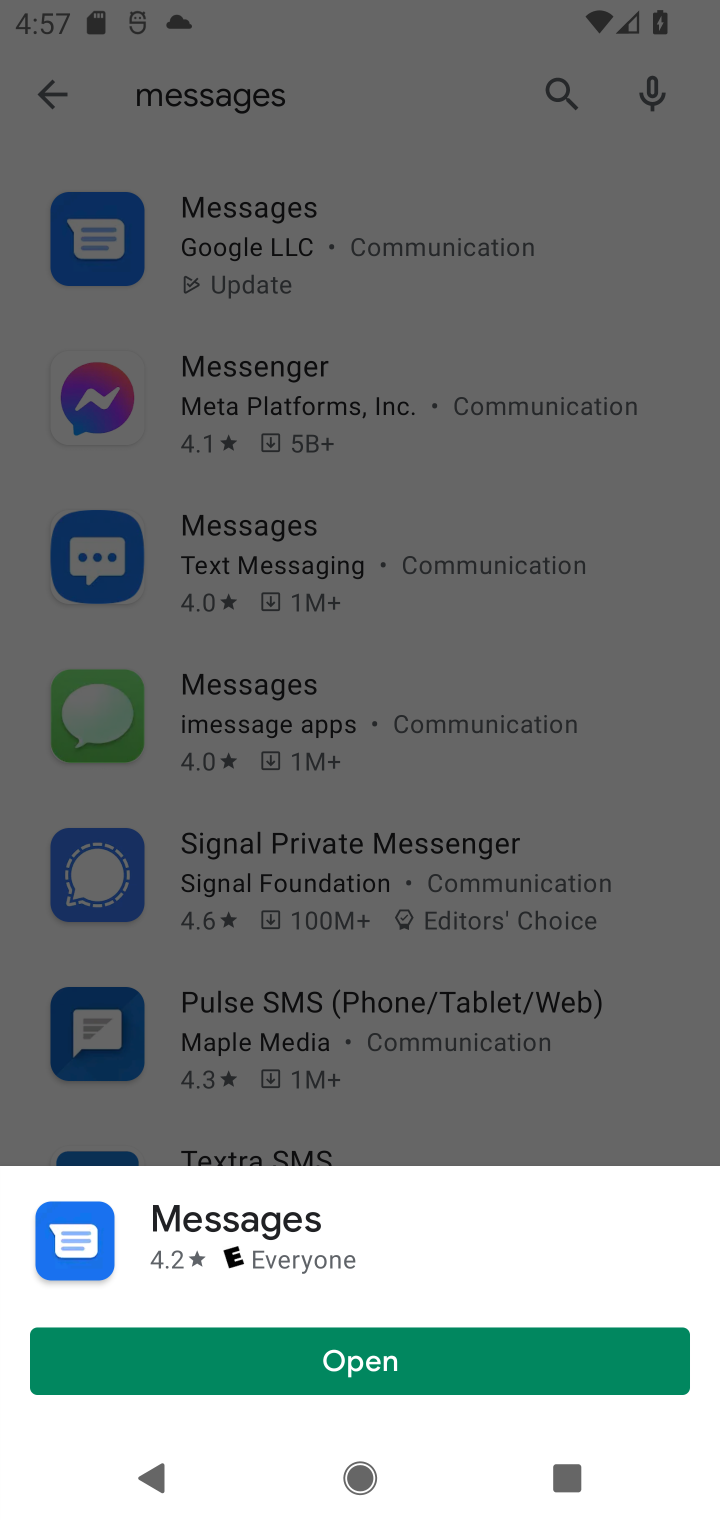 4:57
messages
Messages
Google LLC • Communication
Update
Messenger
Meta Platforms, Inc. • Communication
4.1★ 5B+
Messages
Text Messaging • Communication
4.0★ 1M+
Messages
imessage apps • Communication
4.0★ 1M+
Signal Private Messenger
Signal Foundation • Communication
4.6★ 100M+ Editors' Choice
Pulse SMS (Phone/Tablet/Web)
Maple Media • Communication
4.3★ 1M+
Textra SMS
Messages
4.2★ E Everyone
Open